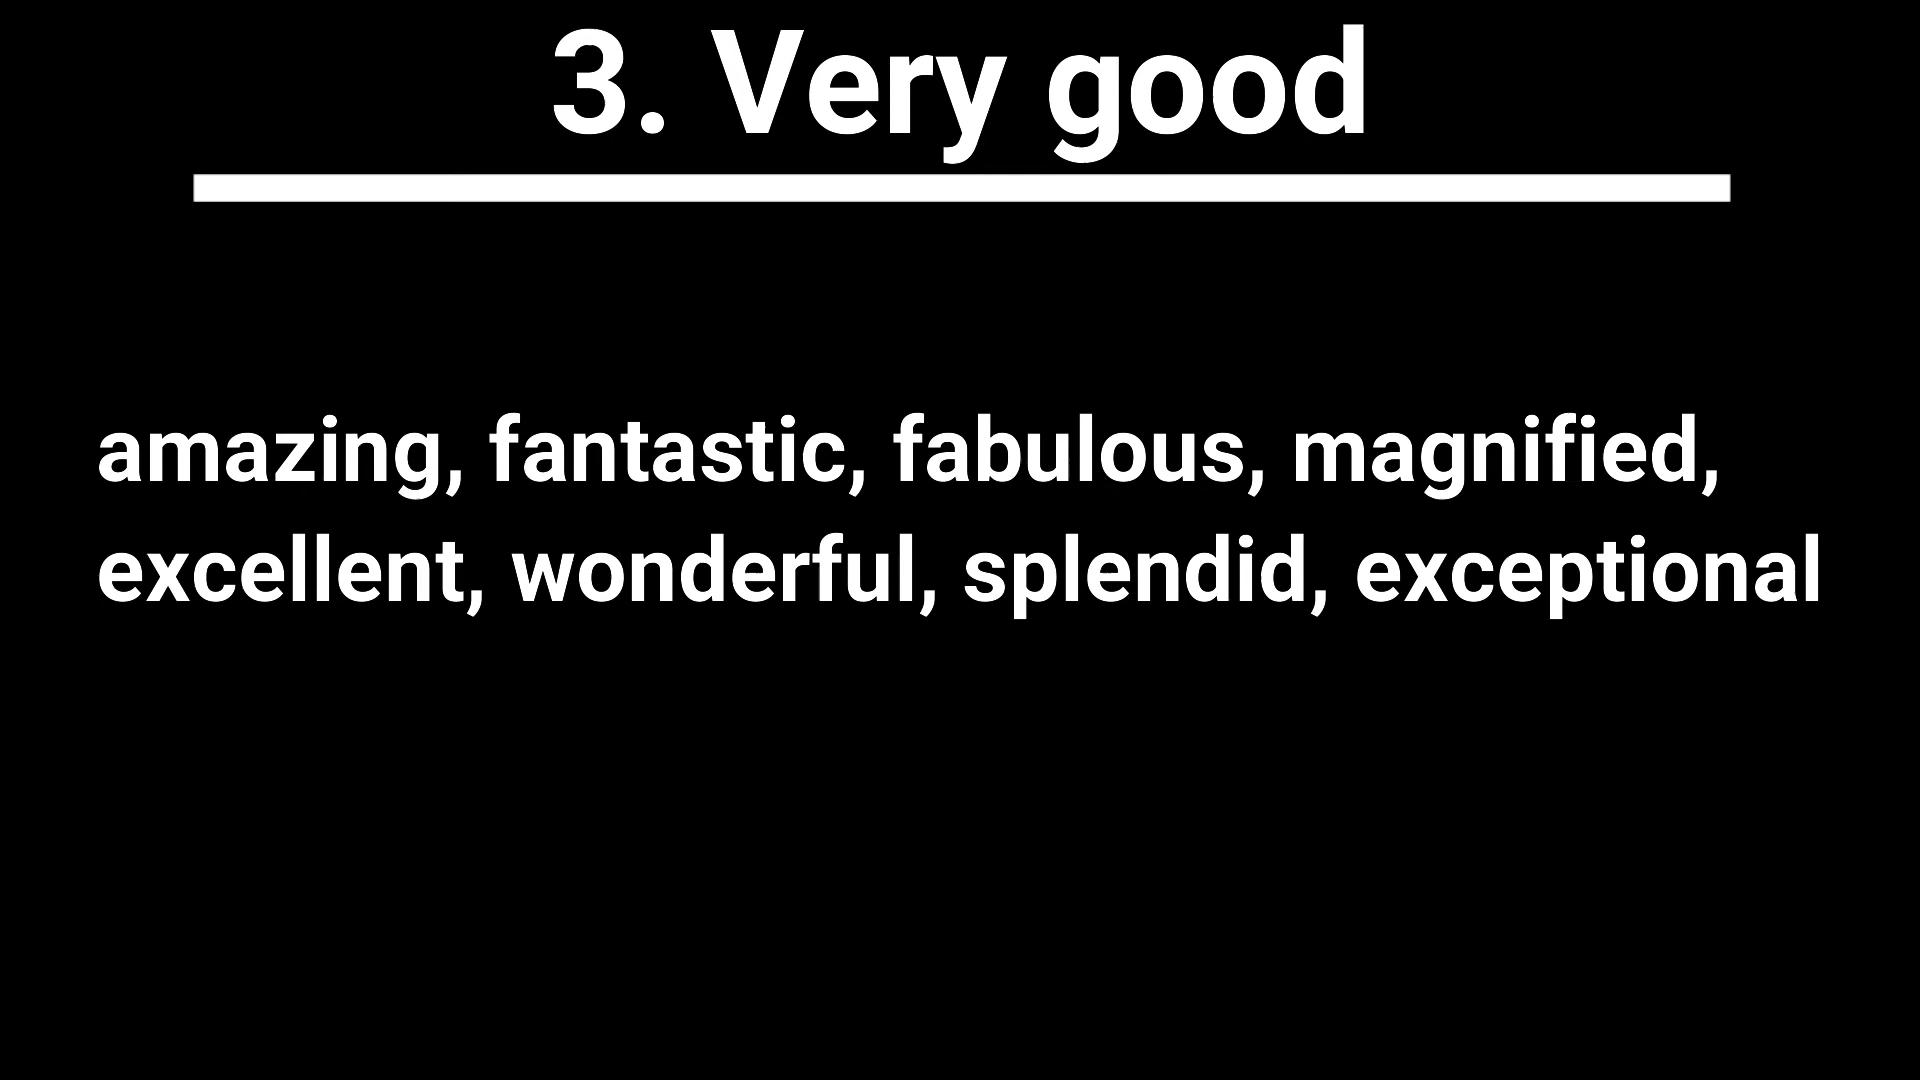 3. Very good
amazing, fantastic, fabulous, magnified,
excellent, wonderful, splendid, exceptional